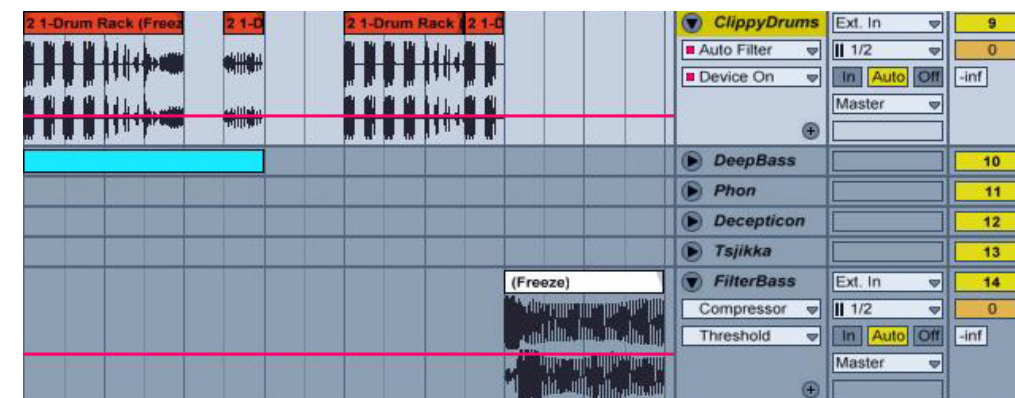 2 1-Drum Rack (Freez 2 1-D 2 1-Drum Rack ( 2 1-D ClippyDrums Ext. In 9
Auto Filter 1/2 0
Device On In Auto Off -inf
Master
DeepBass 10
Phon 11
Decepticon 12
Tsjikka 13
(Freeze) FilterBass Ext. In 14
Compressor 1/2 0
Threshold In Auto Off -inf
Master